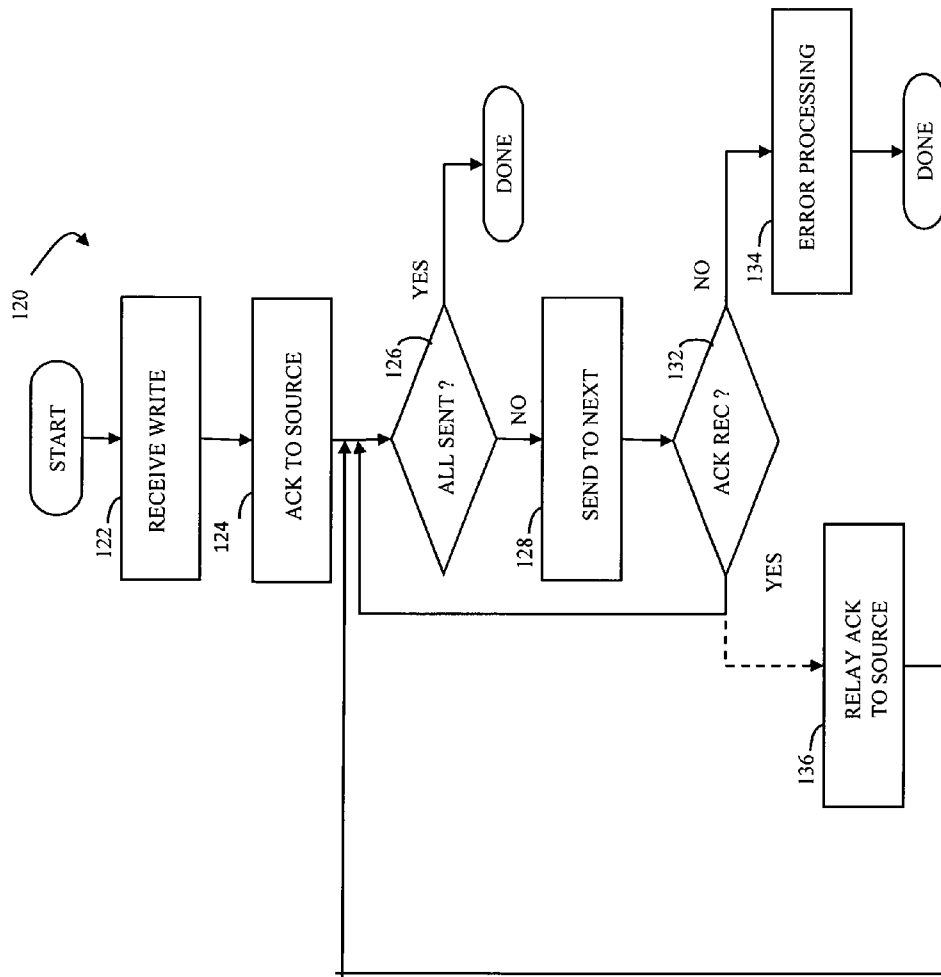 120
START
122
RECEIVE WRITE
124
ACK TO SOURCE
126
ALL SENT ?
YES
DONE
NO
128
SEND TO NEXT
132
ACK REC ?
NO
134
ERROR PROCESSING
DONE
YES
136
RELAY ACK
TO SOURCE